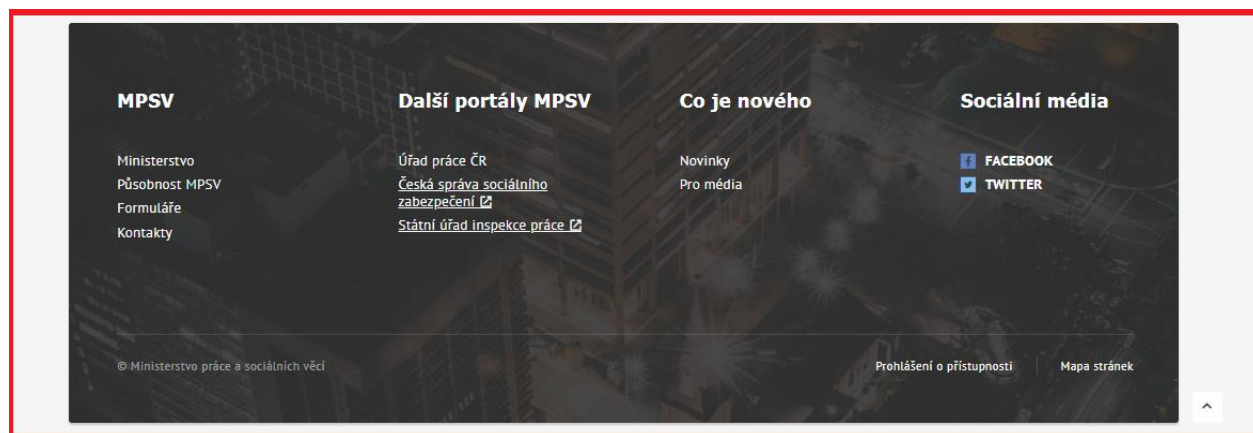 MPSV
Ministerstvo
Působnost MPSV
Formuláře
Kontakty
Další portály MPSV
Úřad práce ČR
Česká správa sociálního
zabezpečení
Státní úřad inspekce práce
Co je nového
Novinky
Pro média
Sociální média
FACEBOOK
TWITTER
© Ministerstvo práce a sociálních věcí
Prohlášení o přístupnosti
Mapa stránek